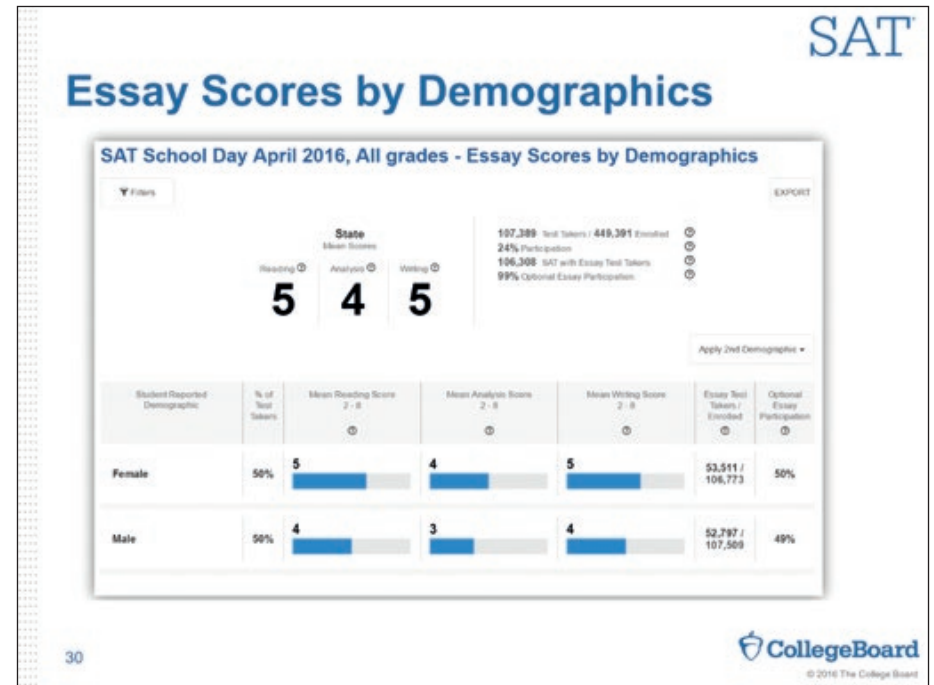 SAT
Essay Scores by Demographics
SAT School Day April 2016, All grades - Essay Scores by Demographics
Filters
EXPORT
State
Mean Scores
Reading
Analysis
Writing
5
4
5
107,389 Test Takers / 449,391 Enrolled
24% Participation
106,308 SAT with Essay Test Takers
99% Optional Essay Participation
Apply 2nd Demographic
Student Reported
Demographic
% of
Test
Takers
Mean Reading Score
2 - 8
Mean Analysis Score
2 - 8
Mean Writing Score
2 - 8
Essay Test
Takers /
Enrolled
Optional
Essay
Participation
Female
50%
5
4
5
53,511 /
106,773
50%
Male
50%
4
3
4
52,797 /
107,509
49%
30
CollegeBoard
© 2016 The College Board